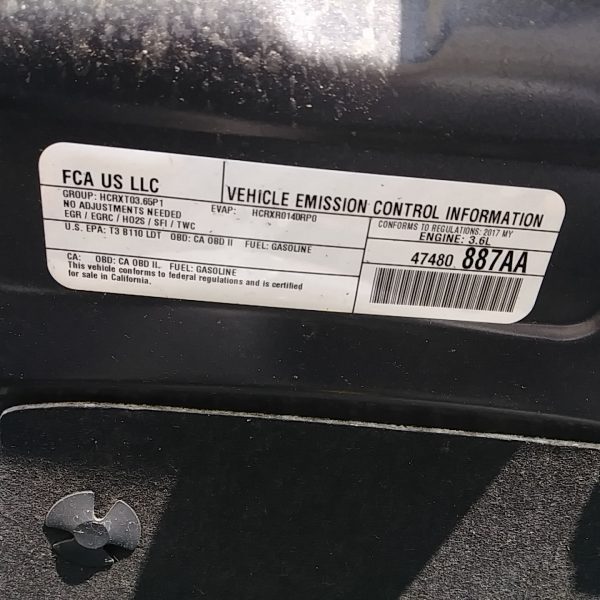 FCA US LLC
VEHICLE EMISSION CONTROL INFORMATION
GROUP: HCRXT03.65P1 EVAP: HCRXR0140RP0
NO ADJUSTMENTS NEEDED
EGR / EGRC / HO2S / SFI / TWC
U.S. EPA: T3 B110 LDT OBD: CA OBD II FUEL: GASOLINE
CA: OBD: CA OBD II. FUEL: GASOLINE
This vehicle conforms to federal regulations and is certified
for sale in California.
CONFORMS TO REGULATIONS: 2017 MY
ENGINE: 3.6L
47480 887AA